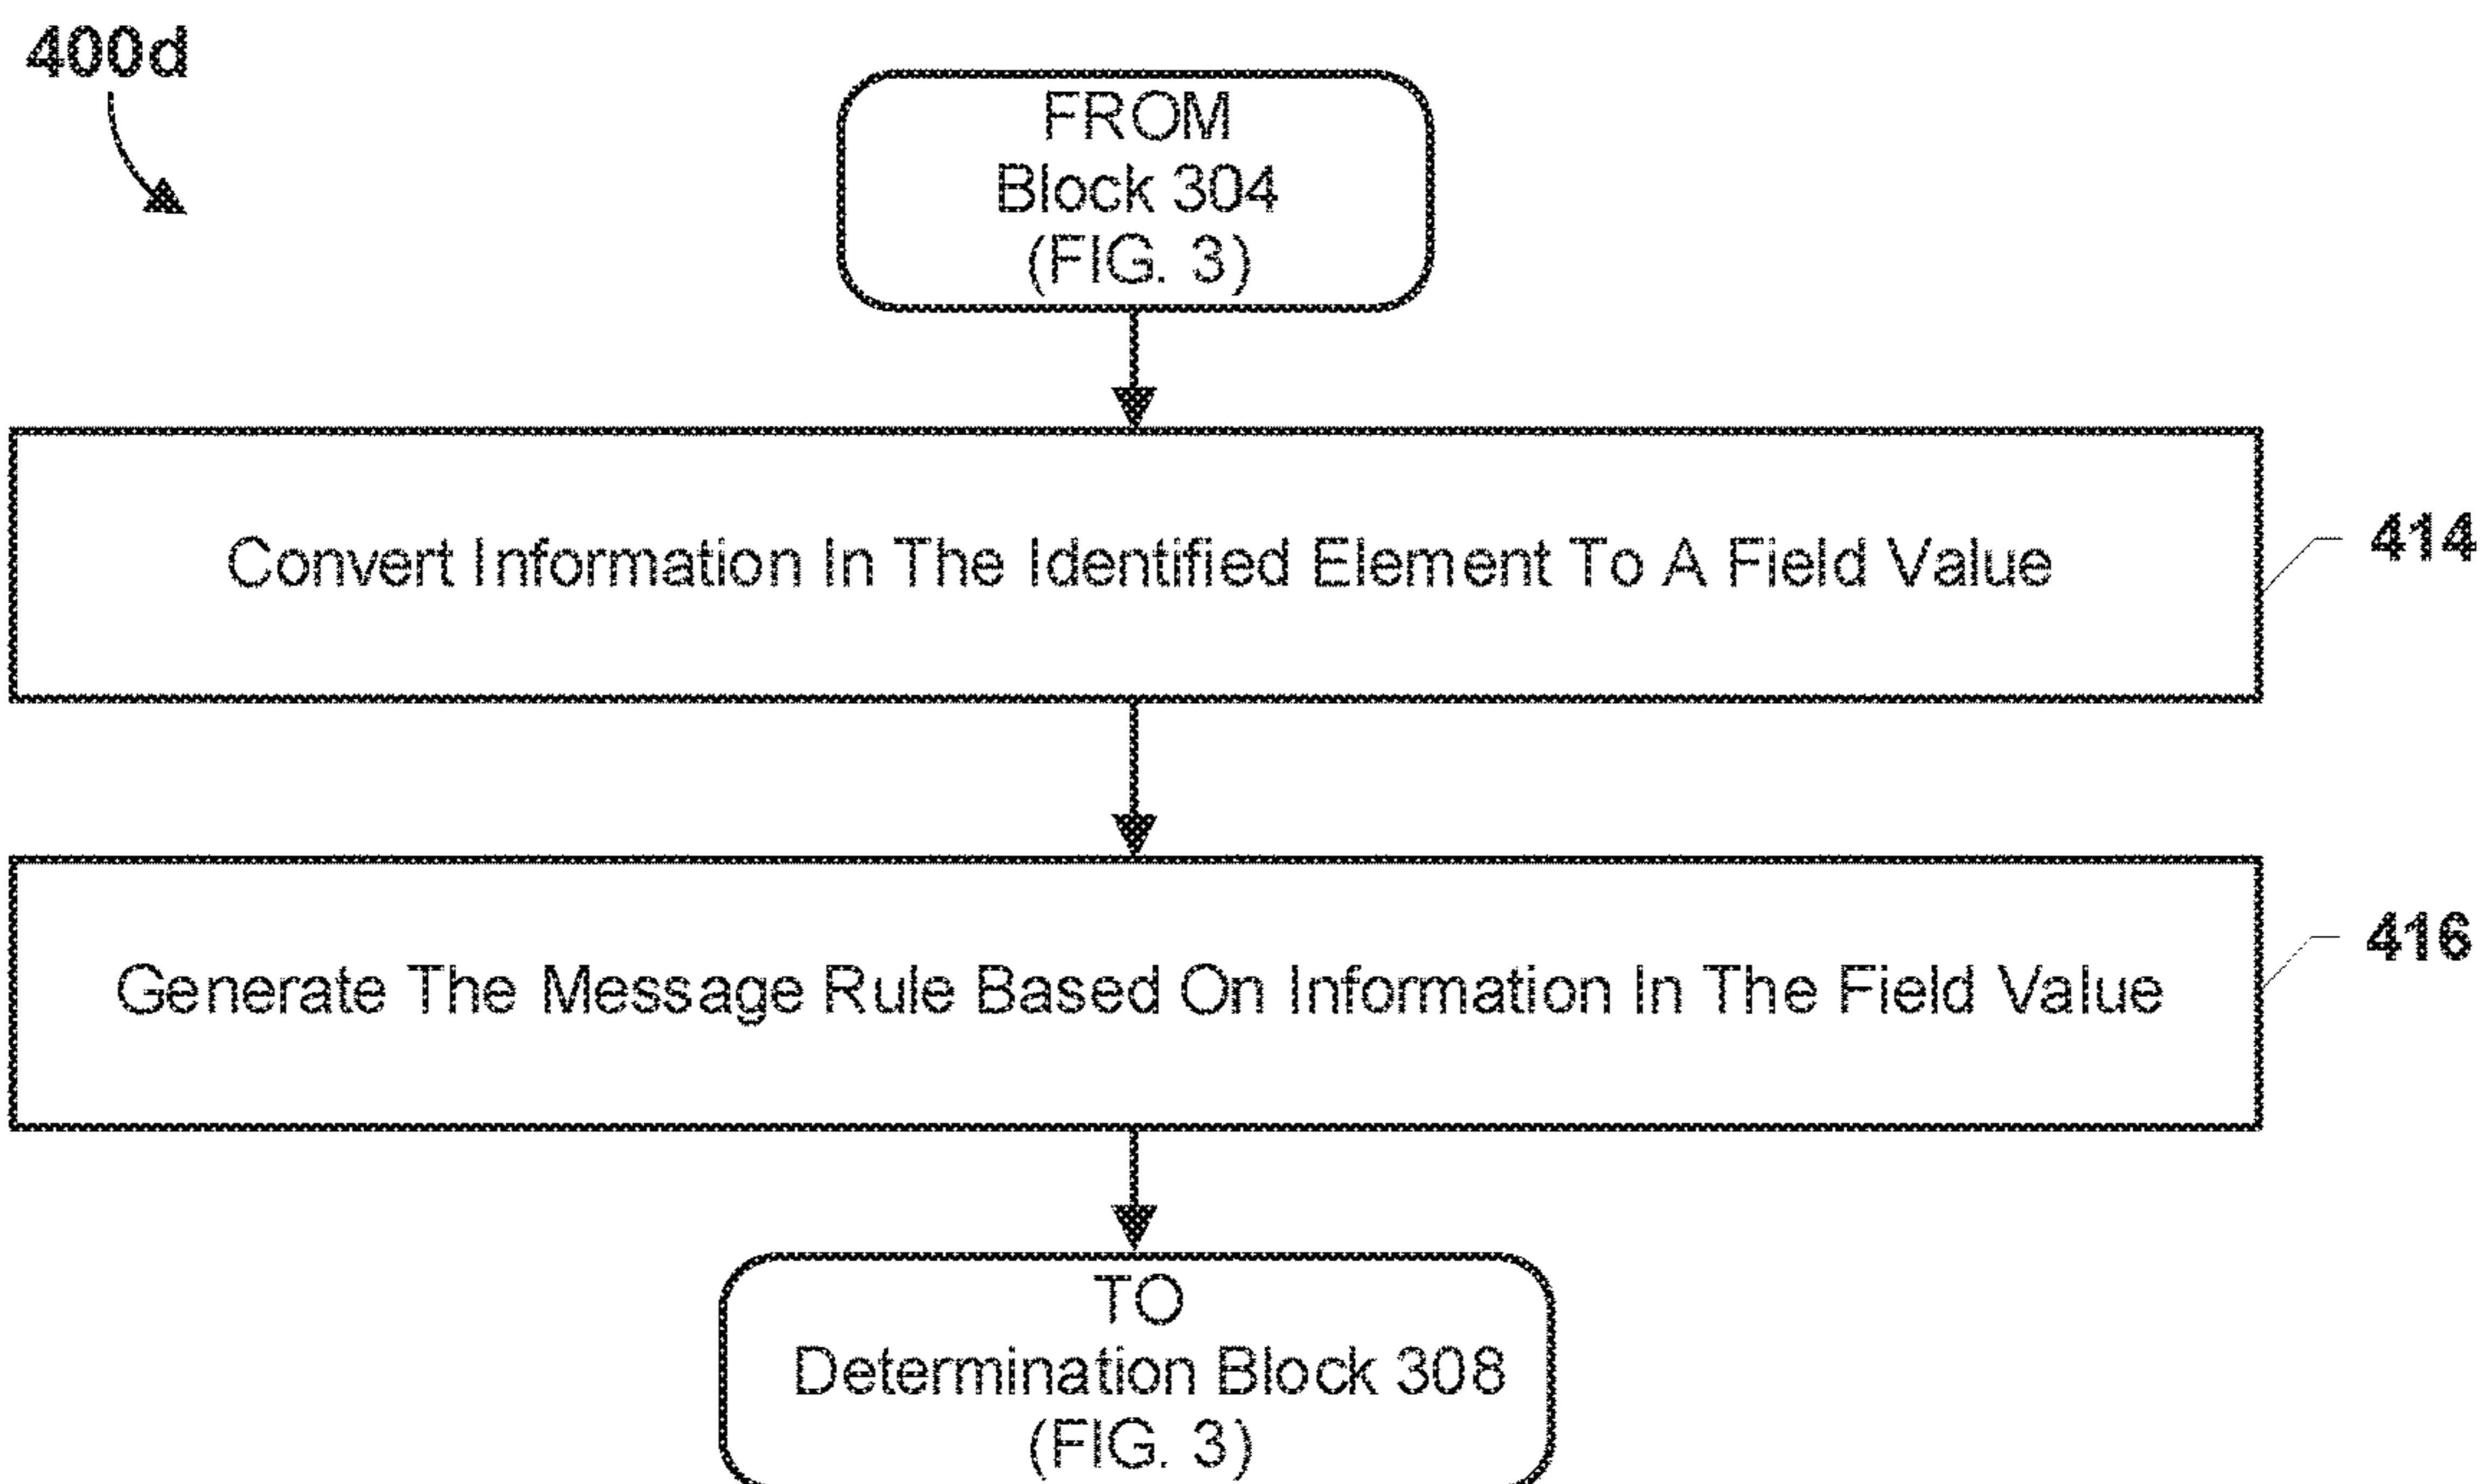 400d
FROM
Block 304
(FIG. 3)
Convert Information In The Identified Element To A Field Value
414
Generate The Message Rule Based On Information In The Field Value
416
TO
Determination Block 308
(FIG. 3)